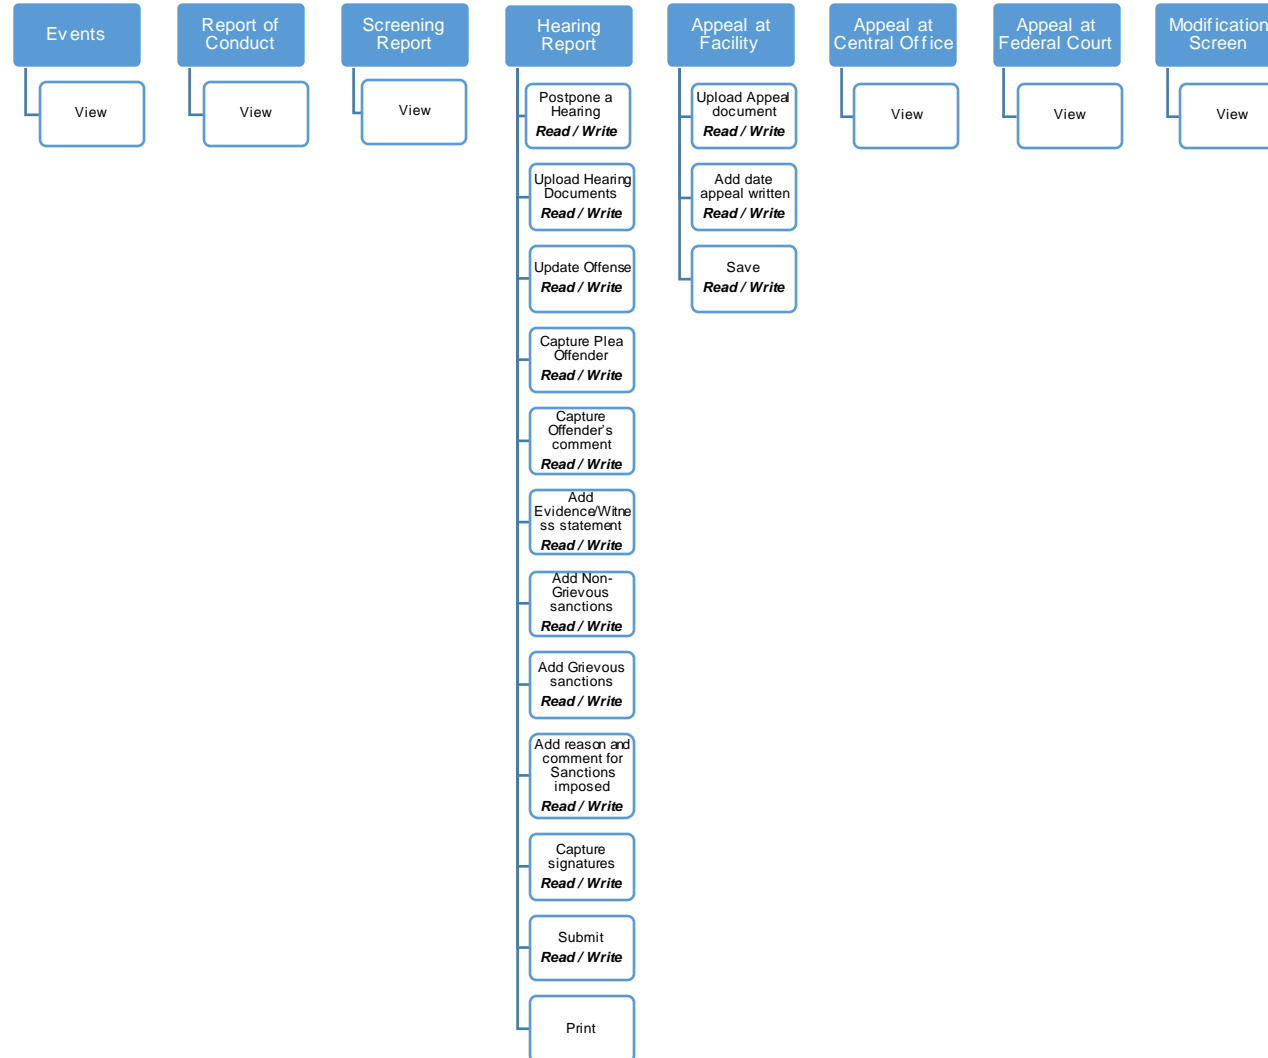 Events
View
Report of
Conduct
View
Screening
Report
View
Hearing
Report
Postpone a
Hearing
Read / Write
Upload Hearing
Documents
Read / Write
Update Offense
Read / Write
Capture Plea
Offender
Read / Write
Capture
Offender's
comment
Read / Write
Add
Evidence/Witne
ss statement
Read / Write
Add Non-
Grievous
sanctions
Read / Write
Add Grievous
sanctions
Read / Write
Add reason and
comment for
Sanctions
imposed
Read / Write
Capture
signatures
Read / Write
Submit
Read / Write
Print
Appeal at
Facility
Upload Appeal
document
Read / Write
Add date
appeal written
Read / Write
Save
Read / Write
Appeal at
Central Office
View
Appeal at
Federal Court
View
Modification
Screen
View